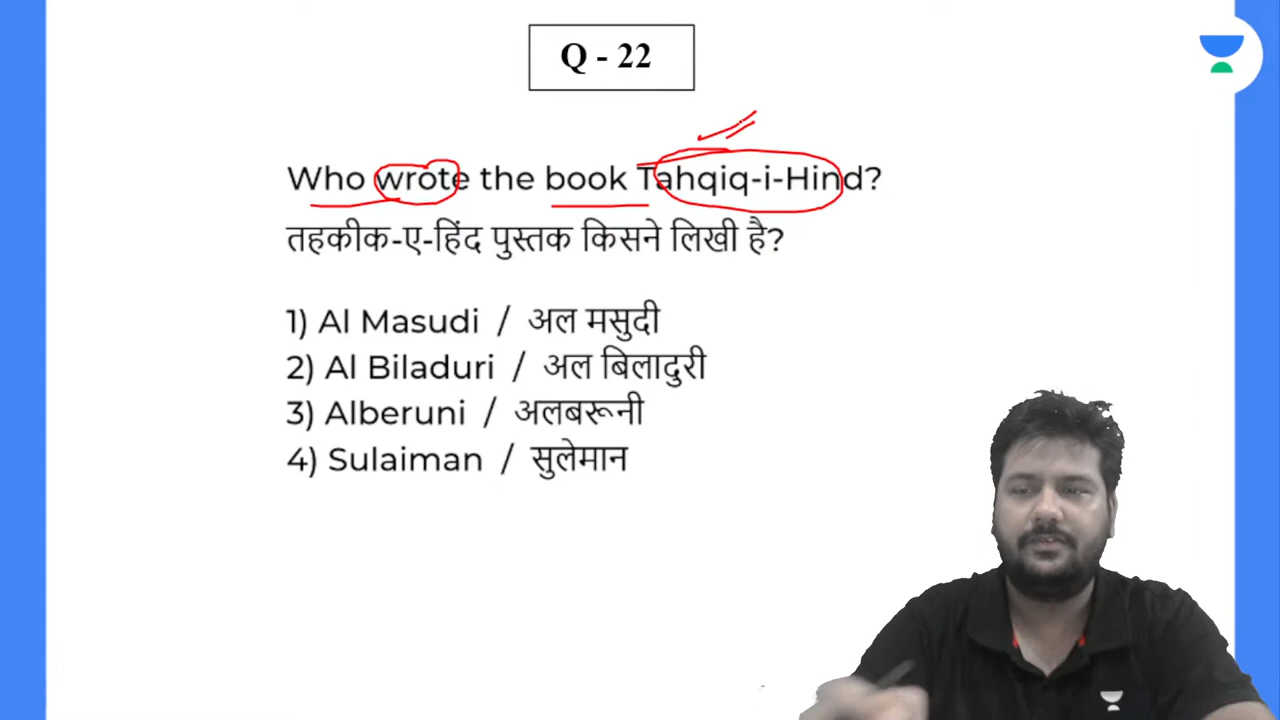 Q - 22
Who wrote the book Tahqiq-i-Hind?
तहकीक-ए-हिंद पुस्तक किसने लिखी है?
1) Al Masudi / अल मसुदी
2) Al Biladuri / अल बिलादुरी
3) Alberuni / अलबरूनी
4) Sulaiman / सुलेमान